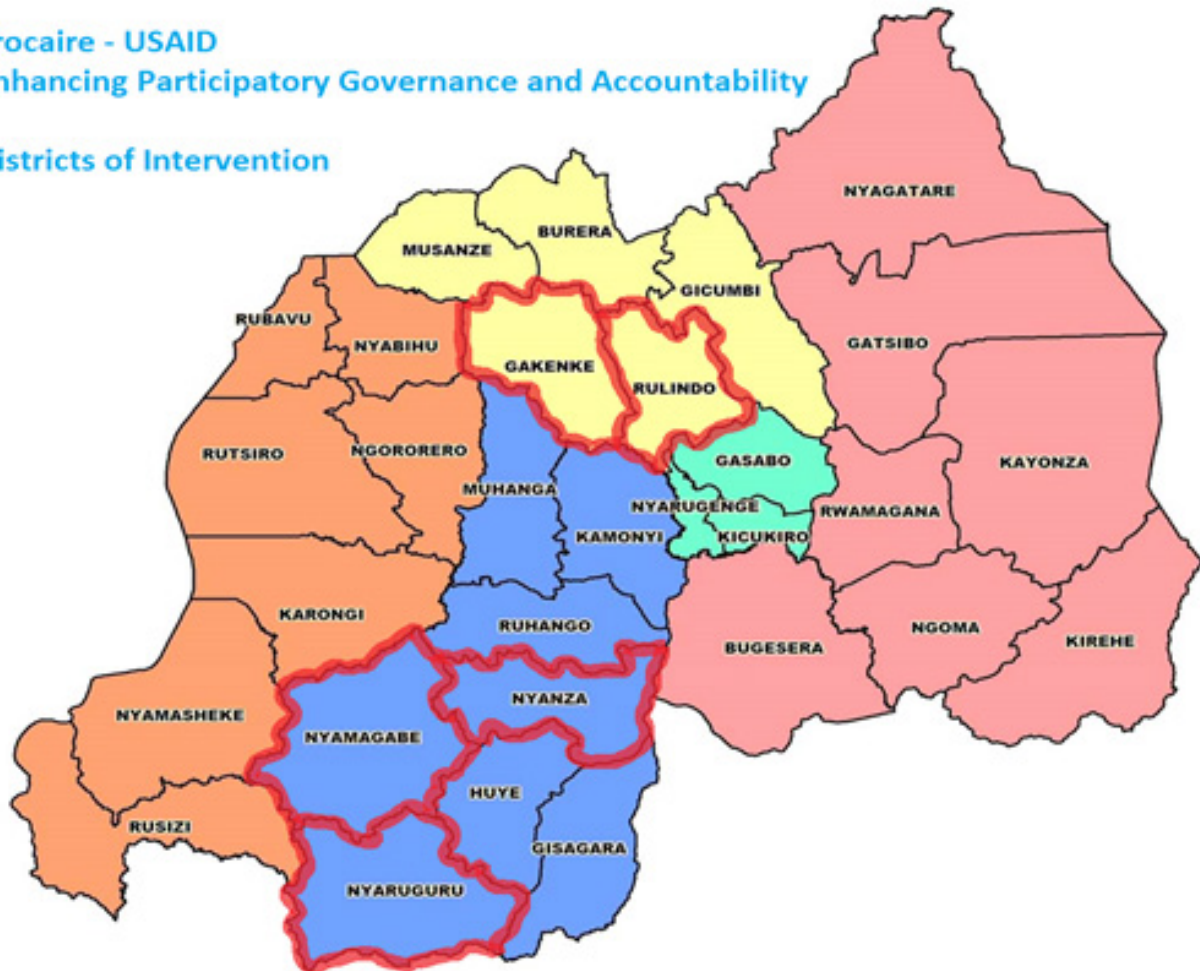 rocaire - USAID
nhancing Participatory Governance and Accountability
istricts of Intervention
NYAGATARE
BURERA
MUSANZE
GICUMBI
RUBAVU
NYABIHU
GATSIBO
GAKENKE
RULINDO
RUTSIRO
NGORORERO
GASABO
KAYONZA
MUHANGA
NYARUGENGE
RWAMAGANA
KAMONYI
KICUKIRO
KARONGI
RUHANGO
NGOMA
KIREHE
BUGESERA
NYANZA
NYAMASHEKE
NYAMAGABE
HUYE
RUSIZI
GISAGARA
NYARUGURU